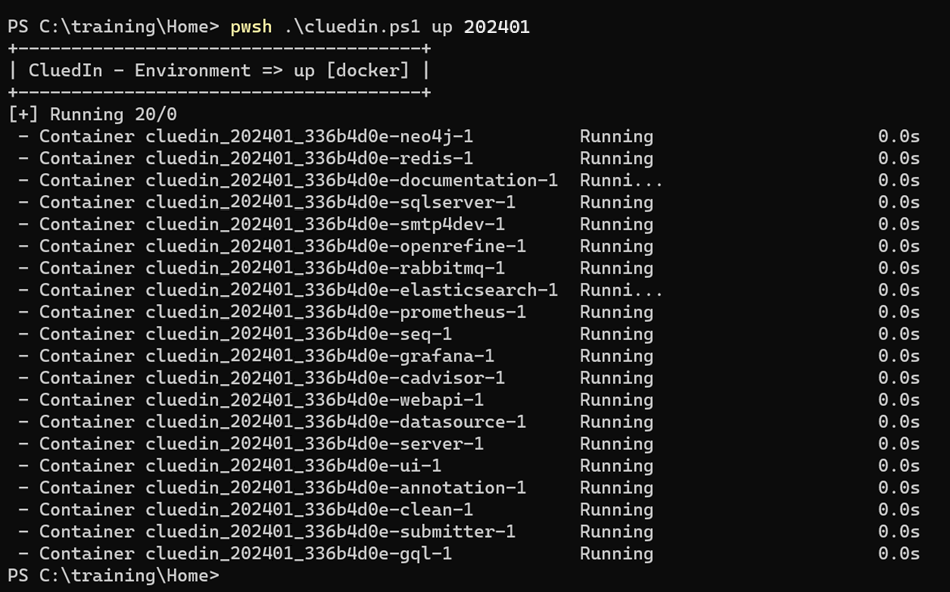 PS C:\training\Home> pwsh .\cluedin.ps1 up 202401
+---------------------------------------+
| CluedIn - Environment => up [docker] |
+---------------------------------------+
[+] Running 20/0
- Container cluedin_202401_336b4d0e-neo4j-1 Running 0.0s
- Container cluedin_202401_336b4d0e-redis-1 Running 0.0s
- Container cluedin_202401_336b4d0e-documentation-1 Runni... 0.0s
- Container cluedin_202401_336b4d0e-sqlserver-1 Running 0.0s
- Container cluedin_202401_336b4d0e-smtp4dev-1 Running 0.0s
- Container cluedin_202401_336b4d0e-openrefine-1 Running 0.0s
- Container cluedin_202401_336b4d0e-rabbitmq-1 Running 0.0s
- Container cluedin_202401_336b4d0e-elasticsearch-1 Runni... 0.0s
- Container cluedin_202401_336b4d0e-prometheus-1 Running 0.0s
- Container cluedin_202401_336b4d0e-seq-1 Running 0.0s
- Container cluedin_202401_336b4d0e-grafana-1 Running 0.0s
- Container cluedin_202401_336b4d0e-cadvisor-1 Running 0.0s
- Container cluedin_202401_336b4d0e-webapi-1 Running 0.0s
- Container cluedin_202401_336b4d0e-datasource-1 Running 0.0s
- Container cluedin_202401_336b4d0e-server-1 Running 0.0s
- Container cluedin_202401_336b4d0e-ui-1 Running 0.0s
- Container cluedin_202401_336b4d0e-annotation-1 Running 0.0s
- Container cluedin_202401_336b4d0e-clean-1 Running 0.0s
- Container cluedin_202401_336b4d0e-submitter-1 Running 0.0s
- Container cluedin_202401_336b4d0e-gql-1 Running 0.0s
PS C:\training\Home>